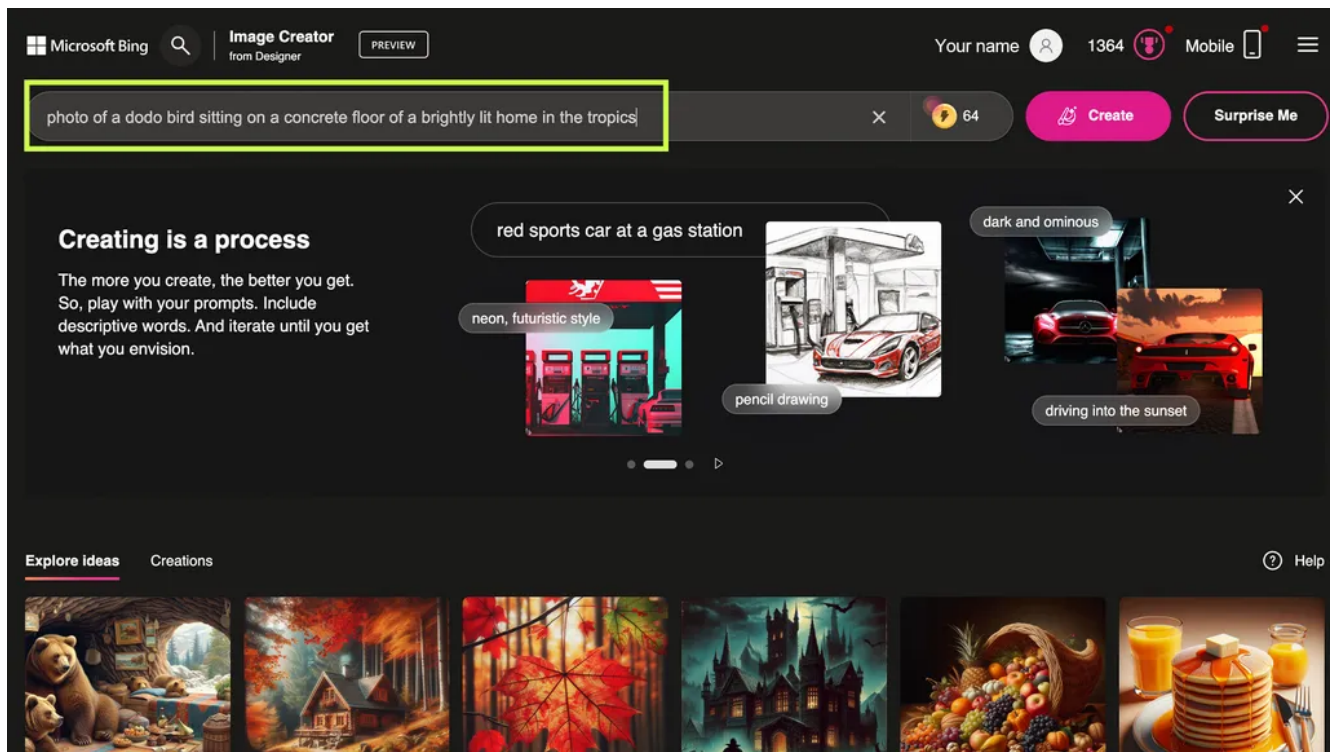 Microsoft Bing
Image Creator
from Designer
PREVIEW
Your name
1364
Mobile
photo of a dodo bird sitting on a concrete floor of a brightly lit home in the tropics
64
Create
Surprise Me
Creating is a process
The more you create, the better you get.
So, play with your prompts. Include
descriptive words. And iterate until you get
what you envision.
red sports car at a gas station
neon, futuristic style
pencil drawing
dark and ominous
driving into the sunset
Explore ideas
Creations
Help